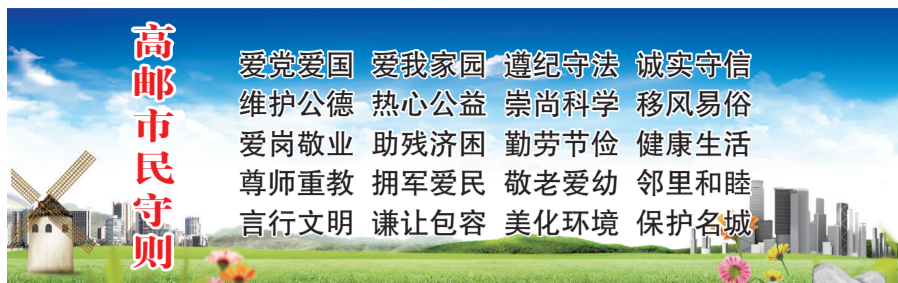 高邮市民守则
爱党爱国 爱我家园 遵纪守法 诚实守信
维护公德 热心公益 崇尚科学 移风易俗
爱岗敬业 助残济困 勤劳节俭 健康生活
尊师重教 拥军爱民 敬老爱幼 邻里和睦
言行文明 谦让包容 美化环境 保护名城